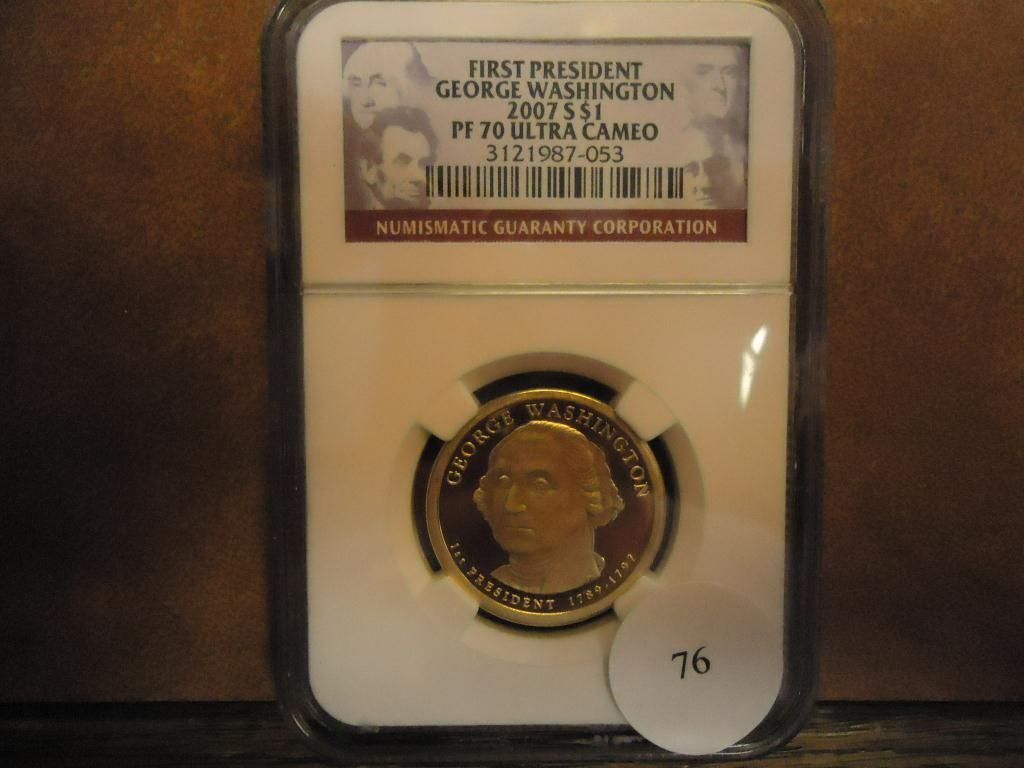 FIRST PRESIDENT
GEORGE WASHINGTON
2007 S $1
PF 70 ULTRA CAMEO
3121987-053
NUMISMATIC GUARANTY CORPORATION
GEORGE WASHINGTON
1st PRESIDENT 1789-1797
76